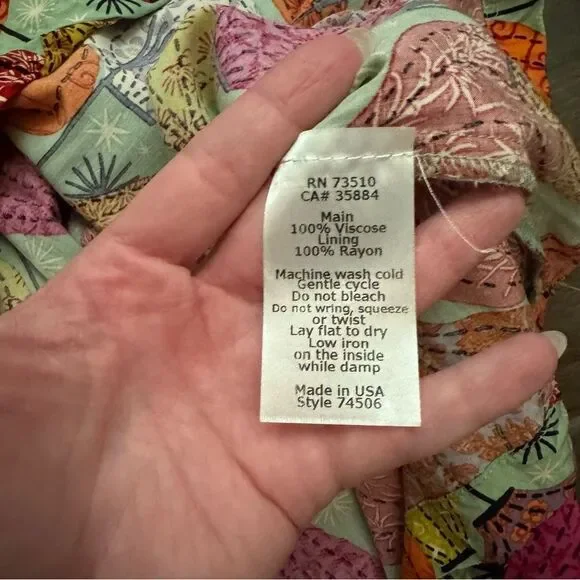 RN 73510
CA# 35884
Main
100% Viscose
Lining
100% Rayon
Machine wash cold
Gentle cycle
Do not bleach
Do not wring, squeeze
or twist
Lay flat to dry
Low iron
on the inside
while damp
Made in USA
Style 74506